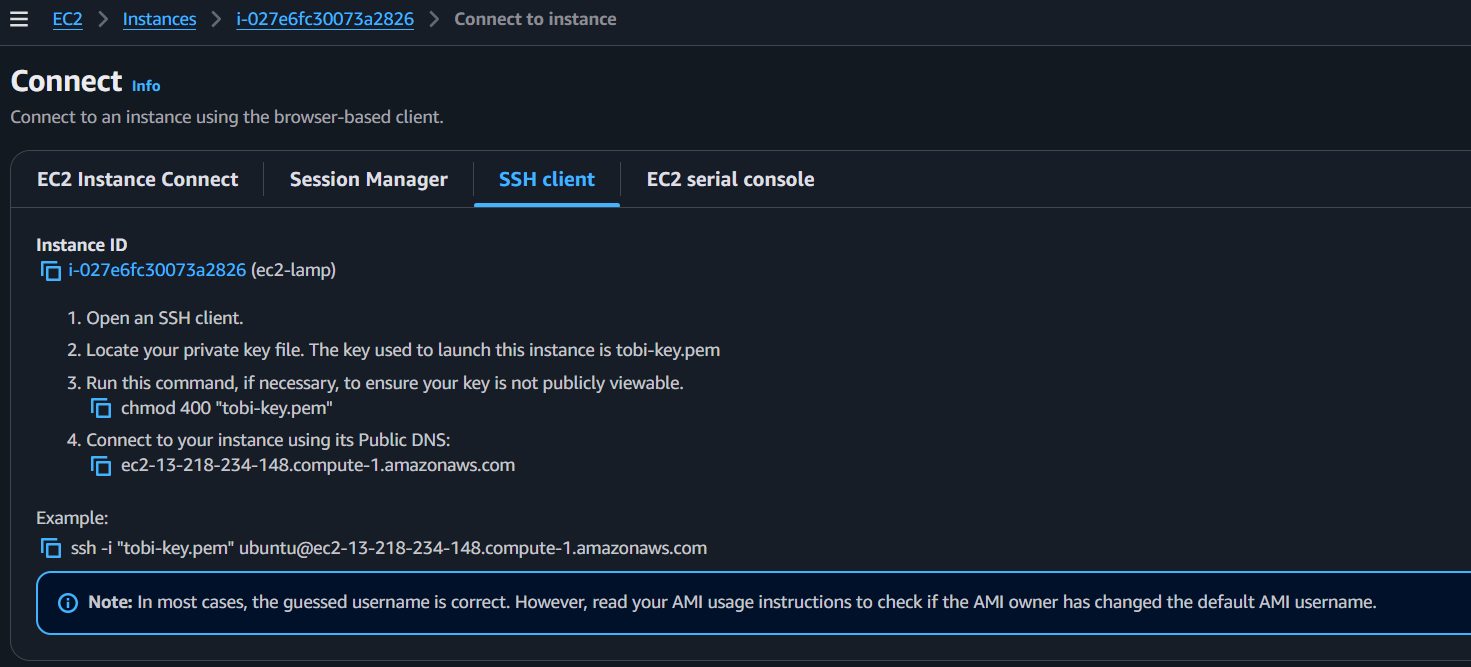 EC2 > Instances > i-027e6fc30073a2826 > Connect to instance
Connect Info
Connect to an instance using the browser-based client.
EC2 Instance Connect Session Manager SSH client EC2 serial console
Instance ID
i-027e6fc30073a2826 (ec2-lamp)
1. Open an SSH client.
2. Locate your private key file. The key used to launch this instance is tobi-key.pem
3. Run this command, if necessary, to ensure your key is not publicly viewable.
chmod 400 "tobi-key.pem"
4. Connect to your instance using its Public DNS:
ec2-13-218-234-148.compute-1.amazonaws.com
Example:
ssh -i "tobi-key.pem" ubuntu@ec2-13-218-234-148.compute-1.amazonaws.com
Note: In most cases, the guessed username is correct. However, read your AMI usage instructions to check if the AMI owner has changed the default AMI username.